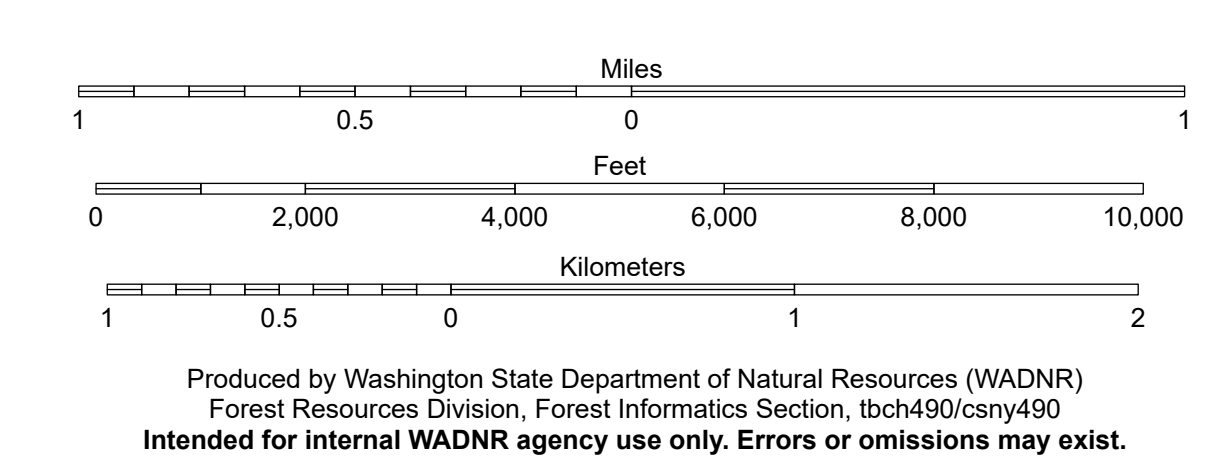 Miles
1 0.5 0 1
Feet
0 2,000 4,000 6,000 8,000 10,000
Kilometers
1 0.5 0 1 2
Produced by Washington State Department of Natural Resources (WADNR)
Forest Resources Division, Forest Informatics Section, tbch490/csny490
Intended for internal WADNR agency use only. Errors or omissions may exist.